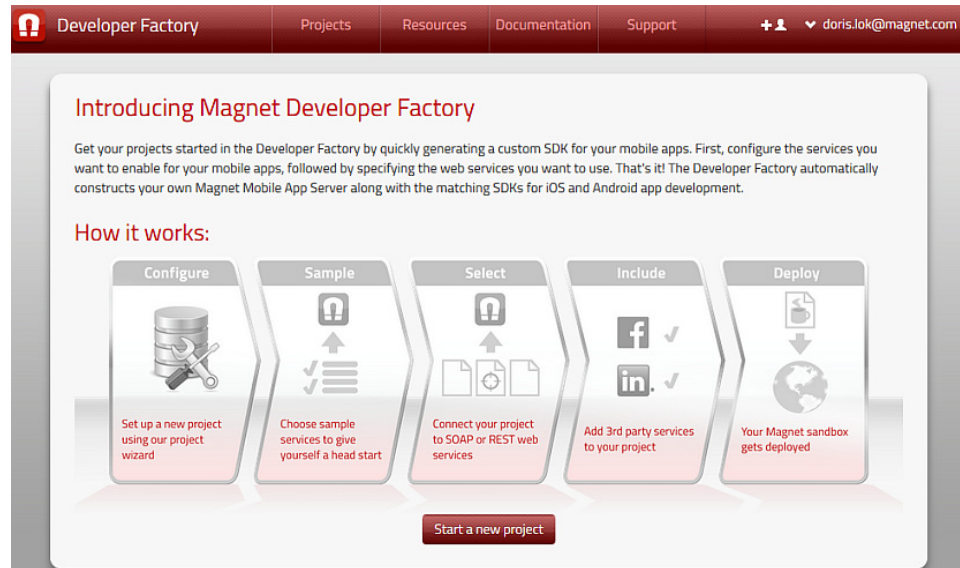 Developer Factory
Projects
Resources
Documentation
Support
doris.lok@magnet.com
Introducing Magnet Developer Factory
Get your projects started in the Developer Factory by quickly generating a custom SDK for your mobile apps. First, configure the services you
want to enable for your mobile apps, followed by specifying the web services you want to use. That's it! The Developer Factory automatically
constructs your own Magnet Mobile App Server along with the matching SDKs for iOS and Android app development.
How it works:
Configure
Set up a new project
using our project
wizard
Sample
Choose sample
services to give
yourself a head start
Select
Connect your project
to SOAP or REST web
services
Include
f
in.
Add 3rd party services
to your project
Deploy
Your Magnet sandbox
gets deployed
Start a new project